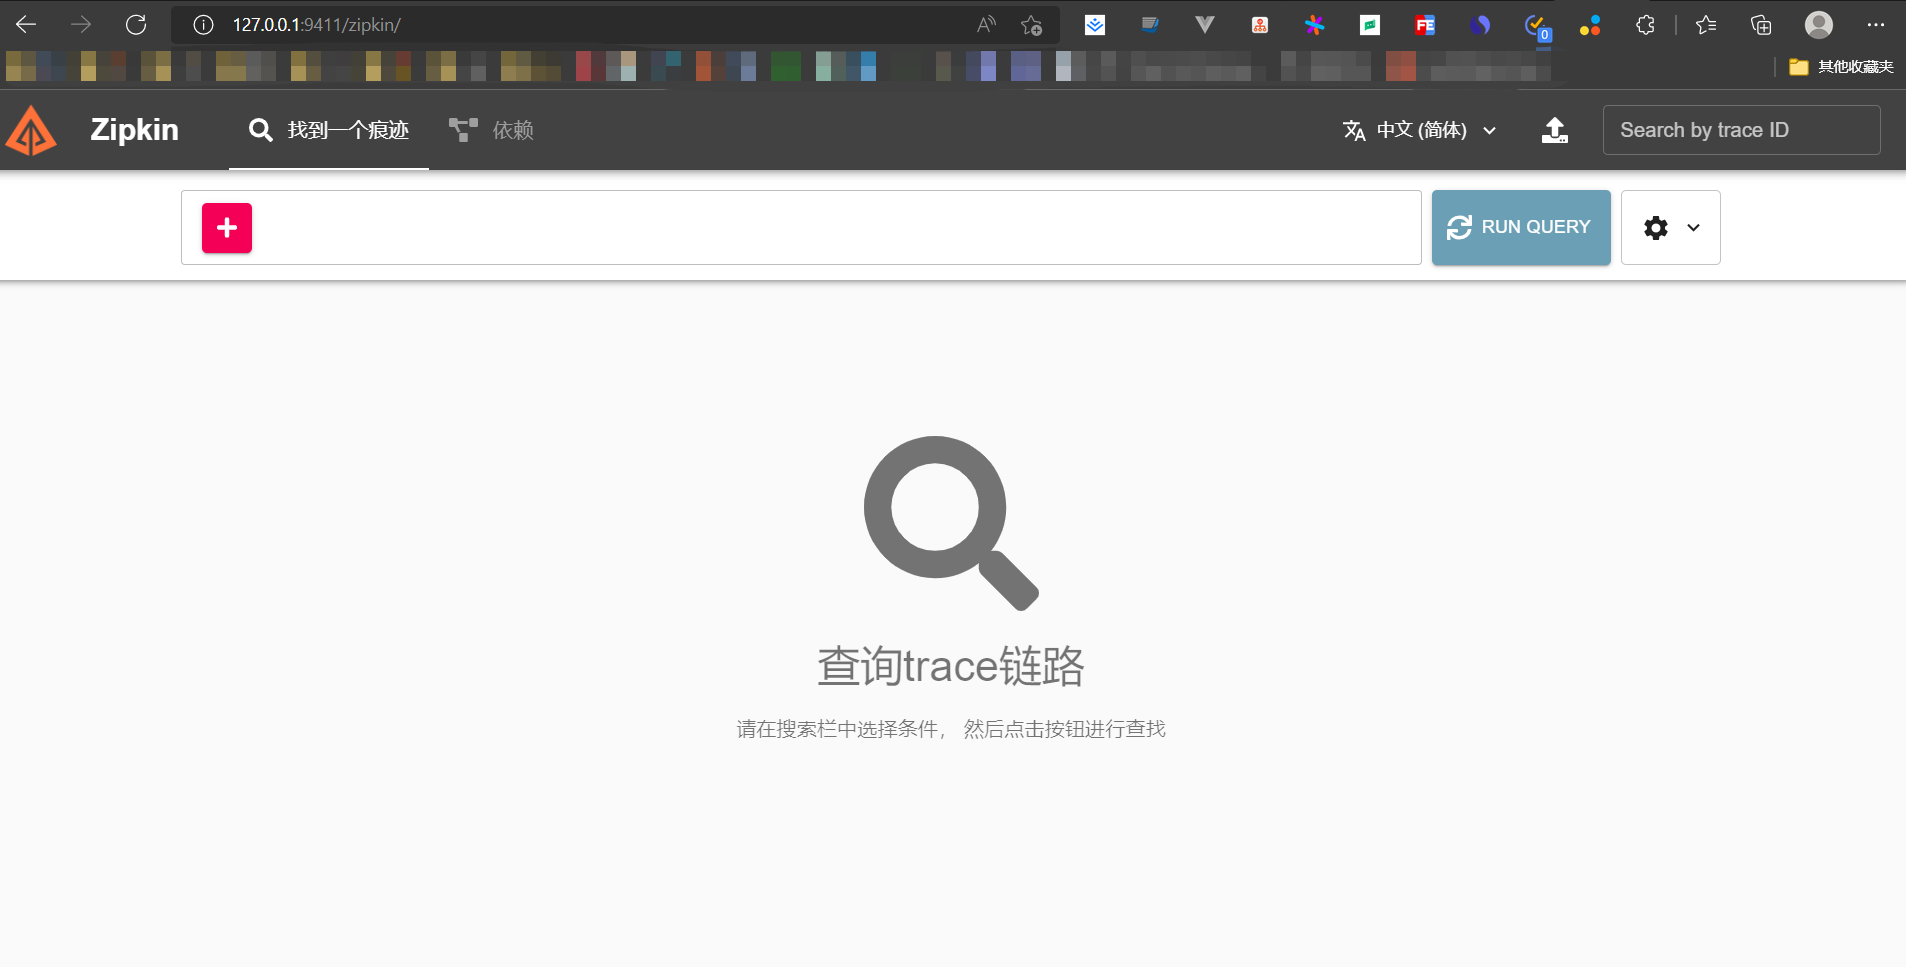 127.0.0.1:9411/zipkin/
FE
0
其他收藏夹
Zipkin
找到一个痕迹
依赖
中文 (简体)
Search by trace ID
RUN QUERY
查询trace链路
请在搜索栏中选择条件， 然后点击按钮进行查找